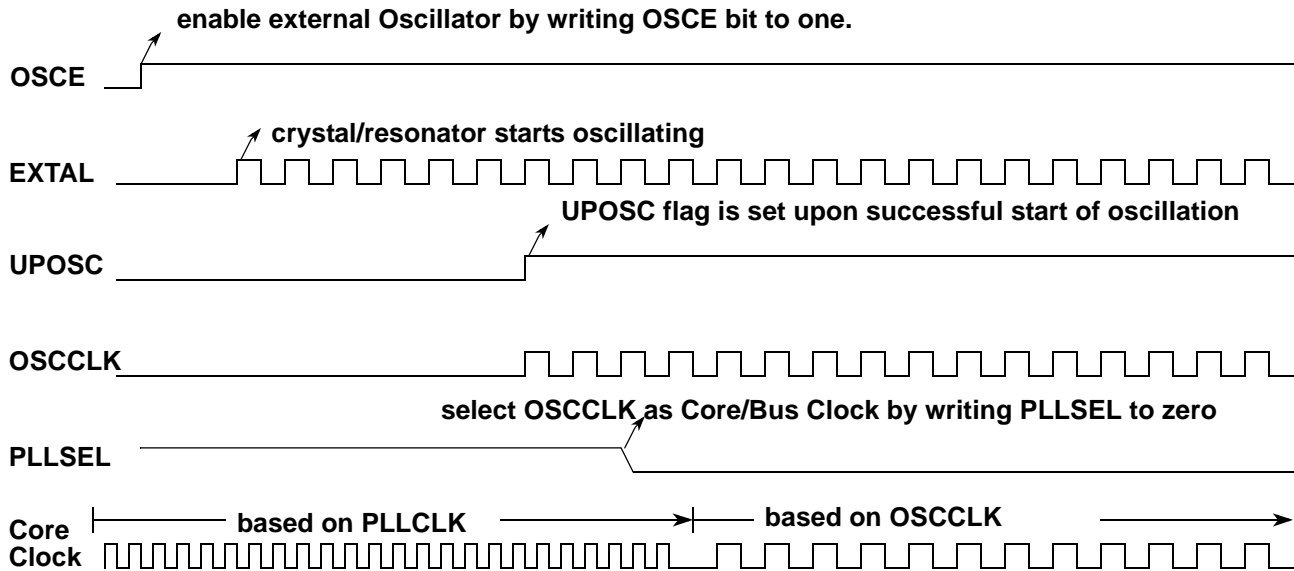 enable external Oscillator by writing OSCE bit to one.
OSCE
crystal/resonator starts oscillating
EXTAL
UPOSC flag is set upon successful start of oscillation
UPOSC
OSCCLK
select OSCCLK as Core/Bus Clock by writing PLLSEL to zero
PLLSEL
based on PLLCLK
based on OSCCLK
Core
Clock